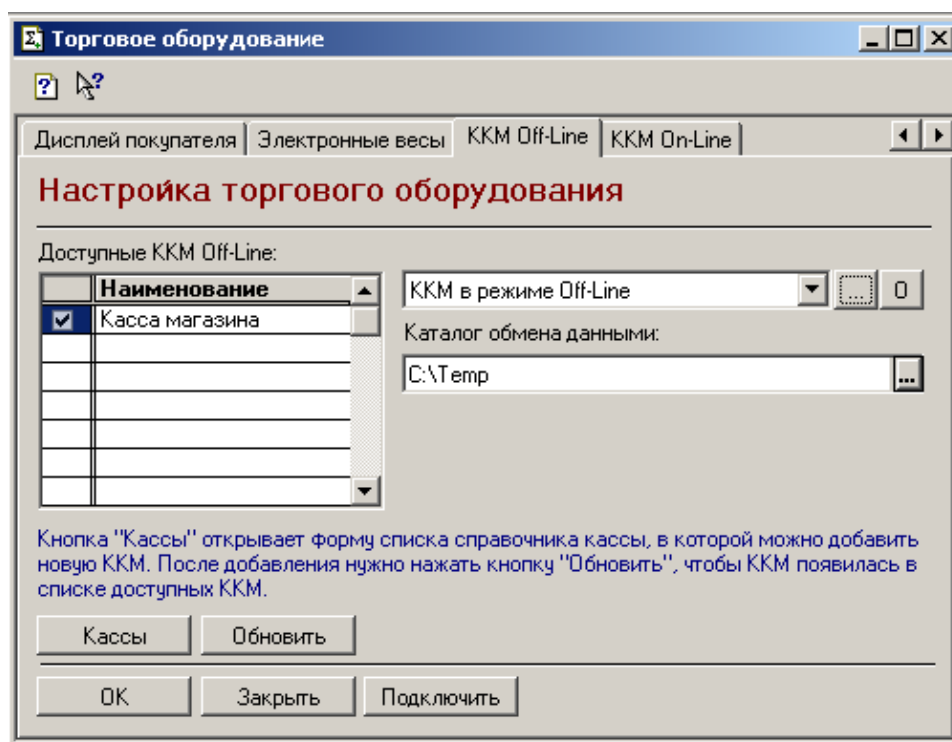 Торговое оборудование
Дисплей покупателя Электронные весы ККМ Off-Line ККМ On-Line
Настройка торгового оборудования
Доступные ККМ Off-Line:
Наименование
Касса магазина
ККМ в режиме Off-Line ... О
Каталог обмена данными:
C:\Temp ...
Кнопка "Кассы" открывает форму списка справочника кассы, в которой можно добавить
новую ККМ. После добавления нужно нажать кнопку "Обновить", чтобы ККМ появилась в
списке доступных ККМ.
Кассы Обновить
OK Закрыть Подключить